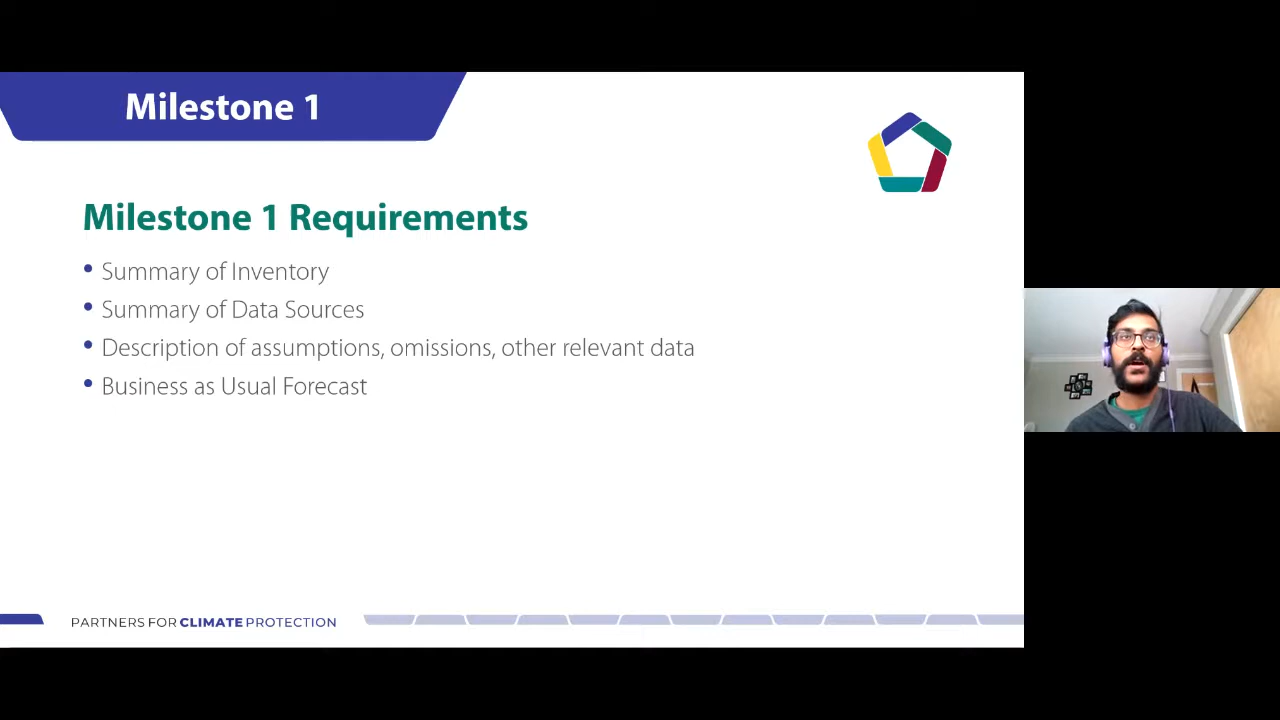 Milestone 1
Milestone 1 Requirements
• Summary of Inventory
• Summary of Data Sources
• Description of assumptions, omissions, other relevant data
• Business as Usual Forecast
PARTNERS FOR CLIMATE PROTECTION